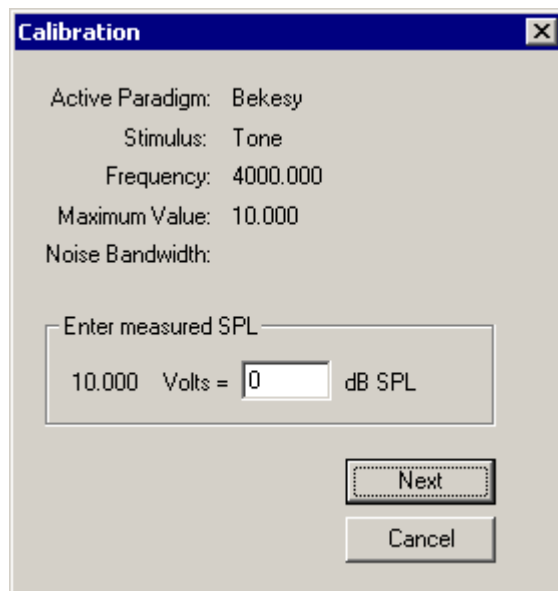 Calibration
Active Paradigm: Bekesy
Stimulus: Tone
Frequency: 4000.000
Maximum Value: 10.000
Noise Bandwidth:
Enter measured SPL
10.000 Volts = 0 dB SPL
Next
Cancel